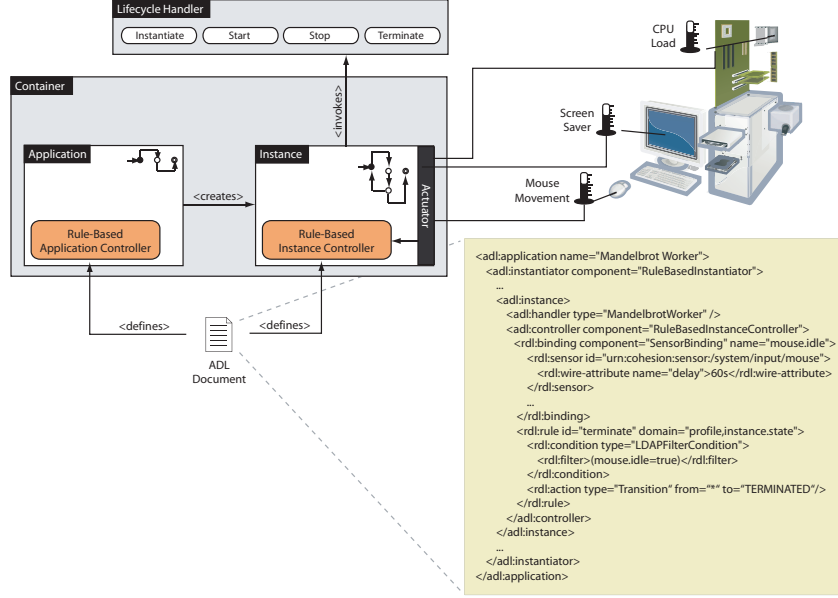 Lifecycle Handler
Instantiate
Start
Stop
Terminate
CPU
Load
Container
<invokes>
Screen
Saver
Application
Instance
Actuator
Mouse
Movement
<creates>
Rule-Based
Application Controller
Rule-Based
Instance Controller
<defines>
<defines>
ADL
Document
<adl:application name="Mandelbrot Worker">
<adl:instantiator component="RuleBasedInstantiator">
...
<adl:instance>
<adl:handler type="MandelbrotWorker" />
<adl:controller component="RuleBasedInstanceController">
<rdl:binding component="SensorBinding" name="mouse.idle">
<rdl:sensor id="urn:cohesion:sensor:/system/input/mouse">
<rdl:wire-attribute name="delay">60s</rdl:wire-attribute>
</rdl:sensor>
...
</rdl:binding>
<rdl:rule id="terminate" domain="profile,instance.state">
<rdl:condition type="LDAPFilterCondition">
<rdl:filter>(mouse.idle=true)</rdl:filter>
</rdl:condition>
<rdl:action type="Transition“ from=“*“ to=“TERMINATED“/>
</rdl:rule>
</adl:controller>
</adl:instance>
...
</adl:instantiator>
</adl:application>